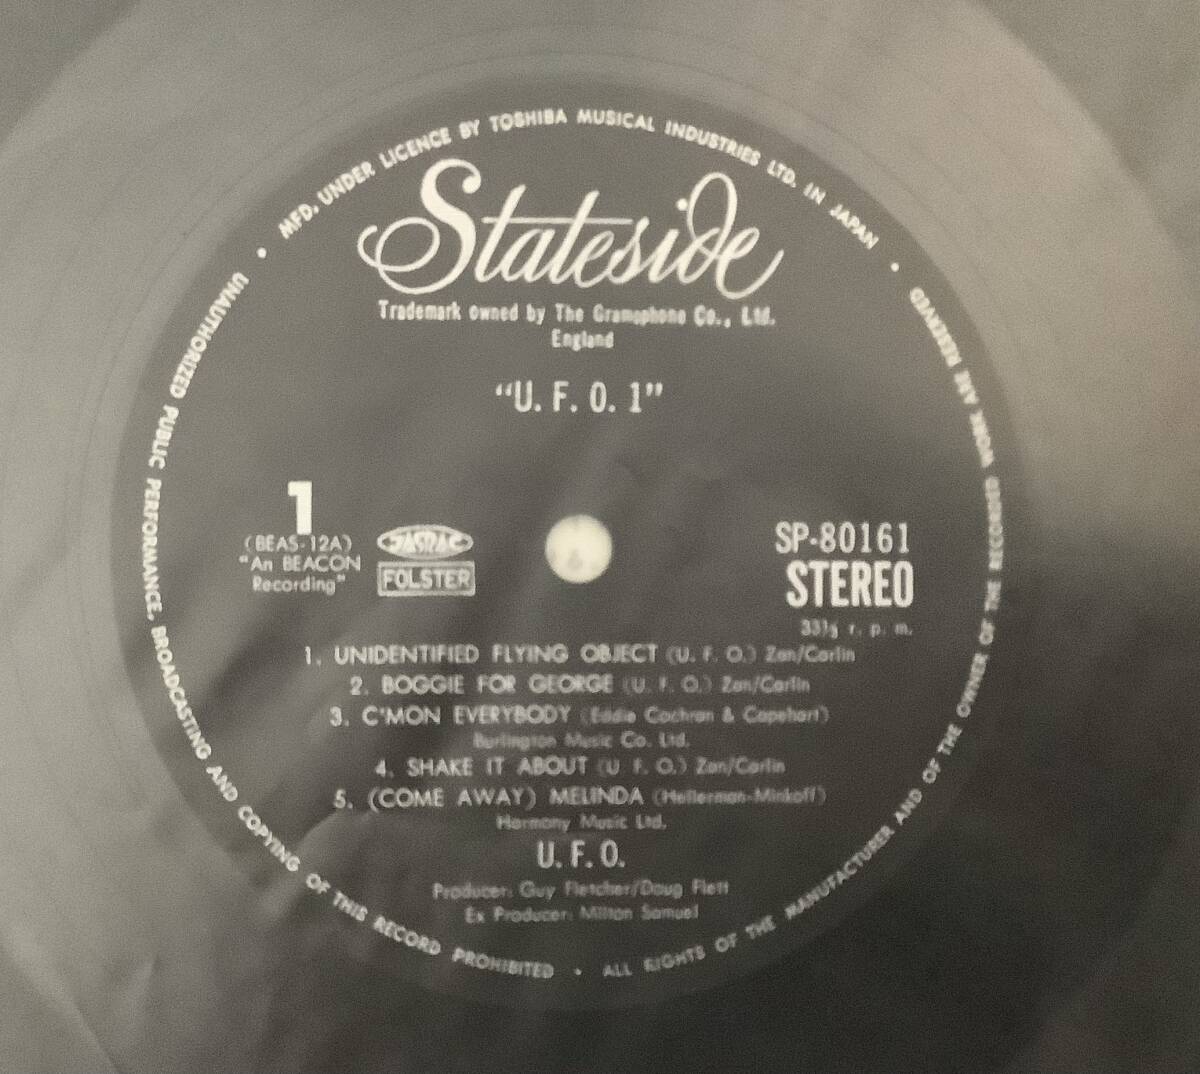 MFD. UNDER LICENCE BY TOSHIBA MUSICAL INDUSTRIES LTD. IN JAPAN •
Stateside
Trademark owned by The Gramophone Co., Ltd.
England
"U. F. O. 1"
1
(BEAS-12A)
"An BEACON
Recording"
JASRAC
FOLSTER
SP-80161
STEREO
33⅓ r. p. m.
1. UNIDENTIFIED FLYING OBJECT (U. F. O.) Zan/Carlin
2. BOGGIE FOR GEORGE (U. F. O.) Zan/Carlin
3. C'MON EVERYBODY (Eddie Cochran & Capehart)
Burlington Music Co. Ltd.
4. SHAKE IT ABOUT (U F. O.) Zan/Carlin
5. (COME AWAY) MELINDA (Hellerman-Minkoff)
Harmony Music Ltd.
U. F. O.
Producer: Guy Fletcher/Doug Flett
Ex Producer: Milton Samuel
ALL RIGHTS OF THE MANUFACTURER AND OF THE OWNER OF THE RECORDED WORK ARE RESERVED •
UNAUTHORIZED PUBLIC PERFORMANCE, BROADCASTING AND COPYING OF THIS RECORD PROHIBITED •